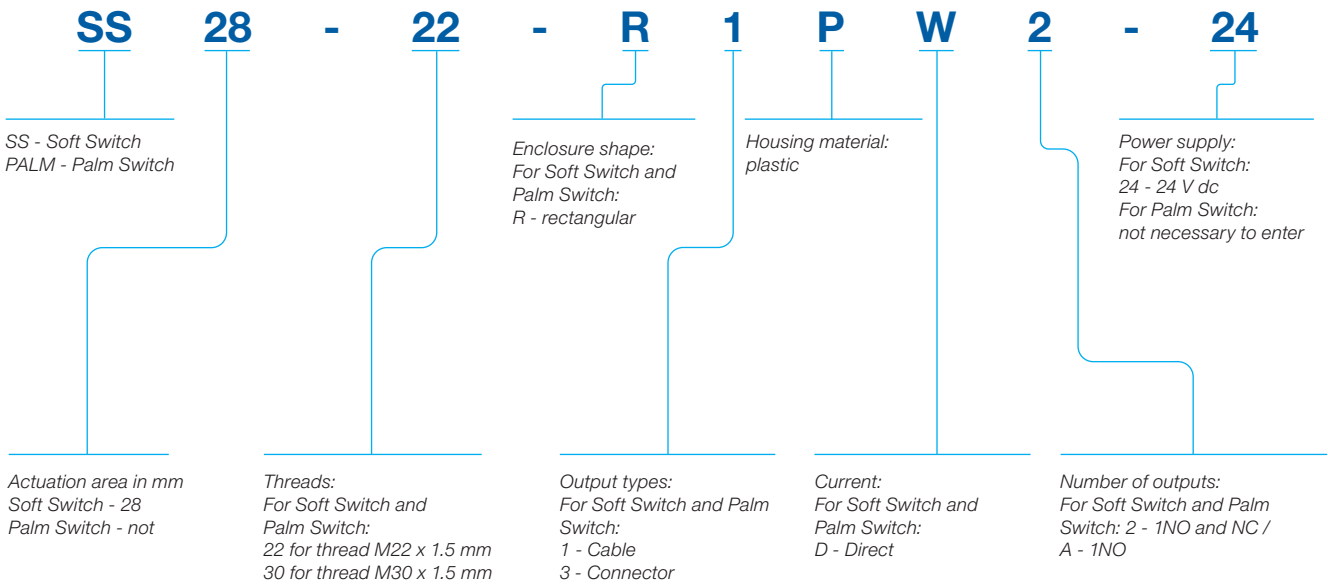 SS 28 - 22 - R 1 P W 2 - 24
SS - Soft Switch
PALM - Palm Switch
Enclosure shape:
For Soft Switch and
Palm Switch:
R - rectangular
Housing material:
plastic
Power supply:
For Soft Switch:
24 - 24 V dc
For Palm Switch:
not necessary to enter
Actuation area in mm
Soft Switch - 28
Palm Switch - not
Threads:
For Soft Switch and
Palm Switch:
22 for thread M22 x 1.5 mm
30 for thread M30 x 1.5 mm
Output types:
For Soft Switch and Palm
Switch:
1 - Cable
3 - Connector
Current:
For Soft Switch and
Palm Switch:
D - Direct
Number of outputs:
For Soft Switch and Palm
Switch: 2 - 1NO and NC /
A - 1NO